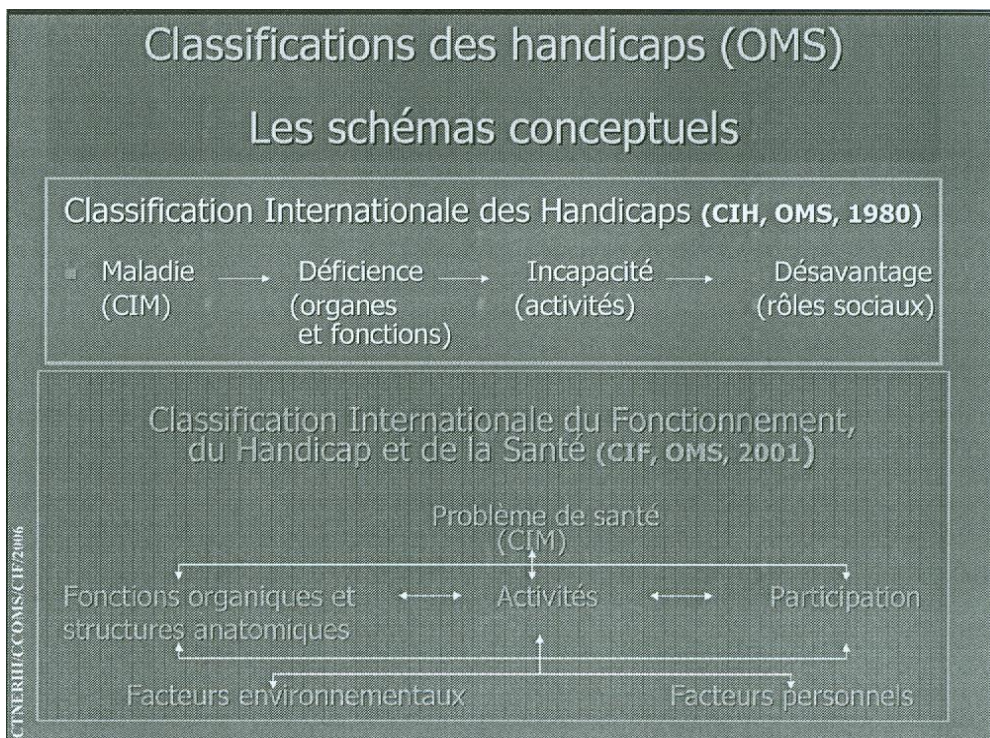 Classifications des handicaps (OMS)
Les schémas conceptuels
Classification Internationale des Handicaps (CIH, OMS, 1980)
Maladie Déficience Incapacité Désavantage
(CIM) (organes (activités) (rôles sociaux)
et fonctions)
Classification Internationale du Fonctionnement,
du Handicap et de la Santé (CIF, OMS, 2001)
Problème de santé
(CIM)
Fonctions organiques et Activités Participation
structures anatomiques
Facteurs environnementaux Facteurs personnels
CTNERHI/CCOMS/CIF/2006